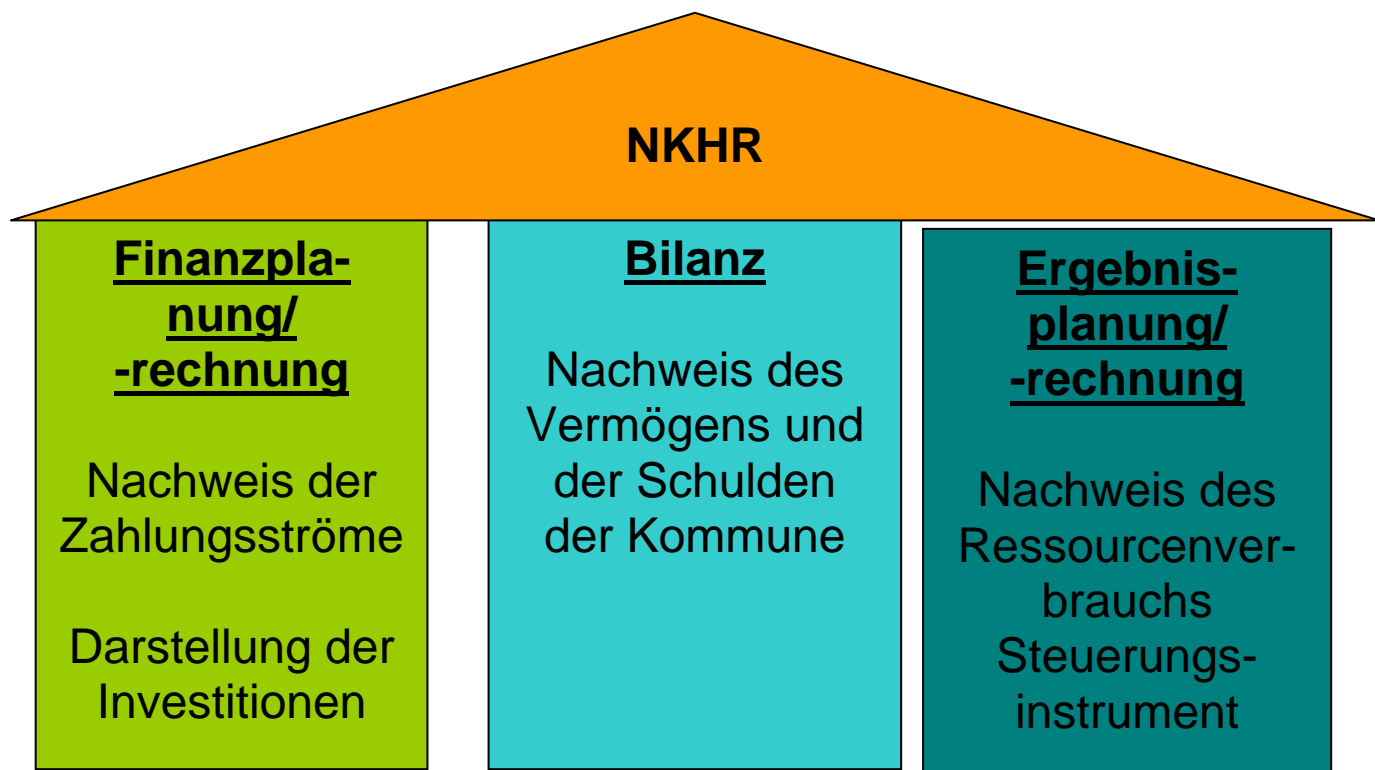 NKHR
Finanzpla-
nung/
-rechnung
Nachweis der
Zahlungsströme
Darstellung der
Investitionen
Bilanz
Nachweis des
Vermögens und
der Schulden
der Kommune
Ergebnis-
planung/
-rechnung
Nachweis des
Ressourcenver-
brauchs
Steuerungs-
instrument